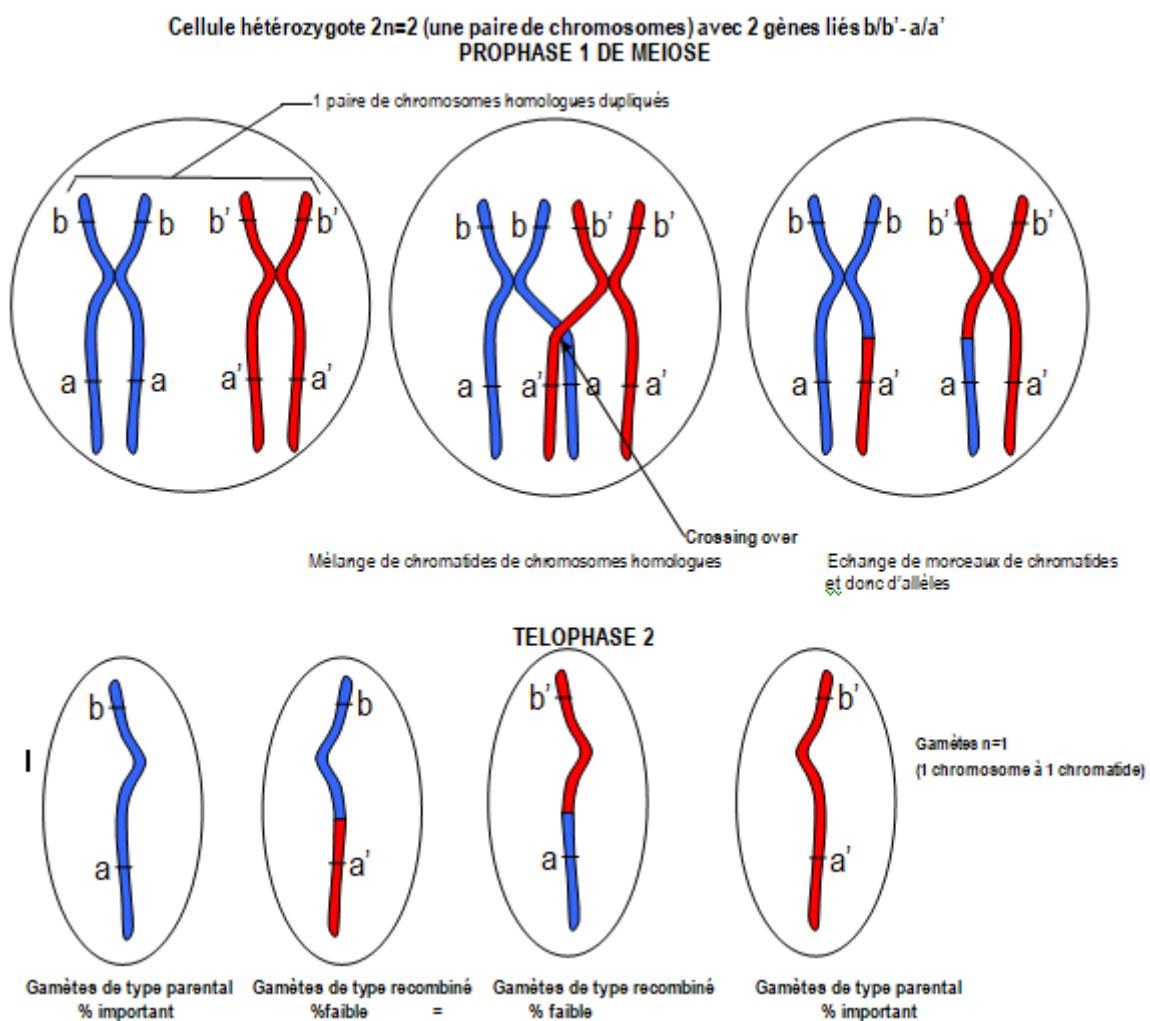 Cellule hétérozygote 2n=2 (une paire de chromosomes) avec 2 gènes liés b/b’- a/a’
PROPHASE 1 DE MEIOSE
1 paire de chromosomes homologues dupliqués
b b b’ b’
b b b’ b’
b b b’ b’
a a a’ a’
a a’ a a’
a a’ a a’
Crossing over
Mélange de chromatides de chromosomes homologues
Echange de morceaux de chromatides
et donc d’allèles
TELOPHASE 2
b b b’ b’
I
Gamètes n=1
(1 chromosome à 1 chromatide)
a a’ a a’
Gamètes de type parental
% important
Gamètes de type recombiné
%faible =
Gamètes de type recombiné
% faible
Gamètes de type parental
% important